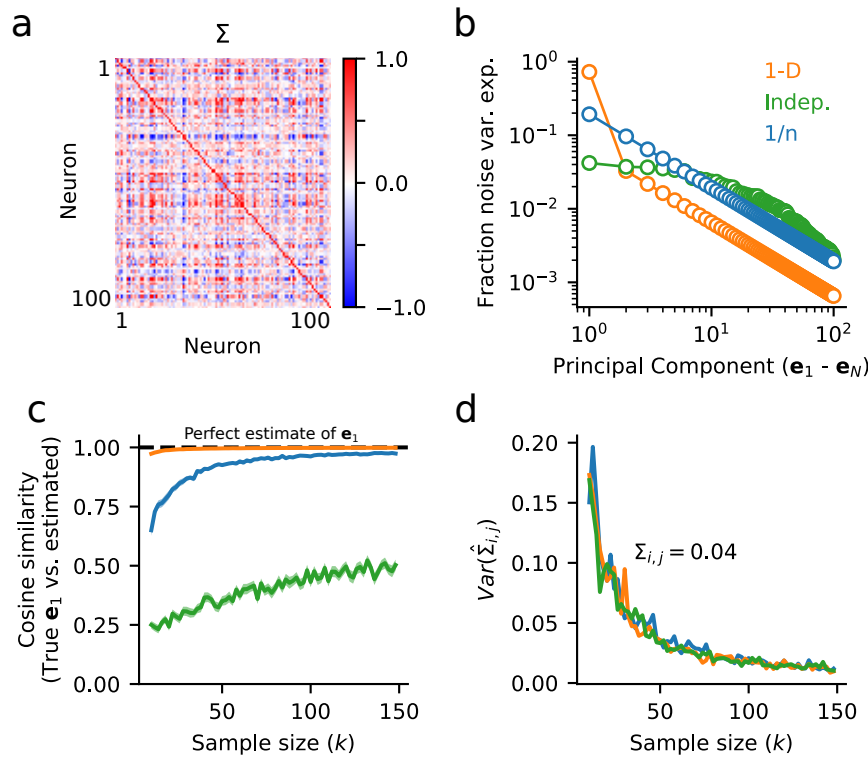 a
Σ
1
Neuron
100
1
100
Neuron
1.0
0.0
−1.0
b
10⁰
10⁻¹
10⁻²
10⁻³
Fraction noise var. exp.
1-D
Indep.
1/n
10⁰
10¹
10²
Principal Component (e₁ - e_N)
c
Perfect estimate of e₁
1.00
0.75
0.50
0.25
0.00
Cosine similarity
(True e₁ vs. estimated)
50
100
150
Sample size (k)
d
0.20
0.15
0.10
0.05
0.00
Var(Σ̂_{i,j})
Σ_{i,j} = 0.04
50
100
150
Sample size (k)